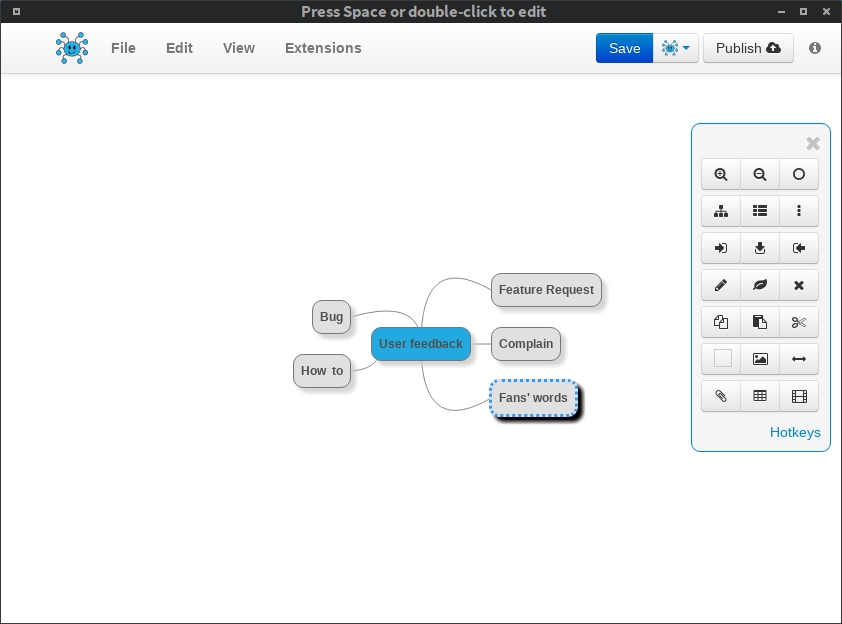 Press Space or double-click to edit
File Edit View Extensions Save Publish
Feature Request
Bug
User feedback
Complain
How to
Fans' words
Hotkeys